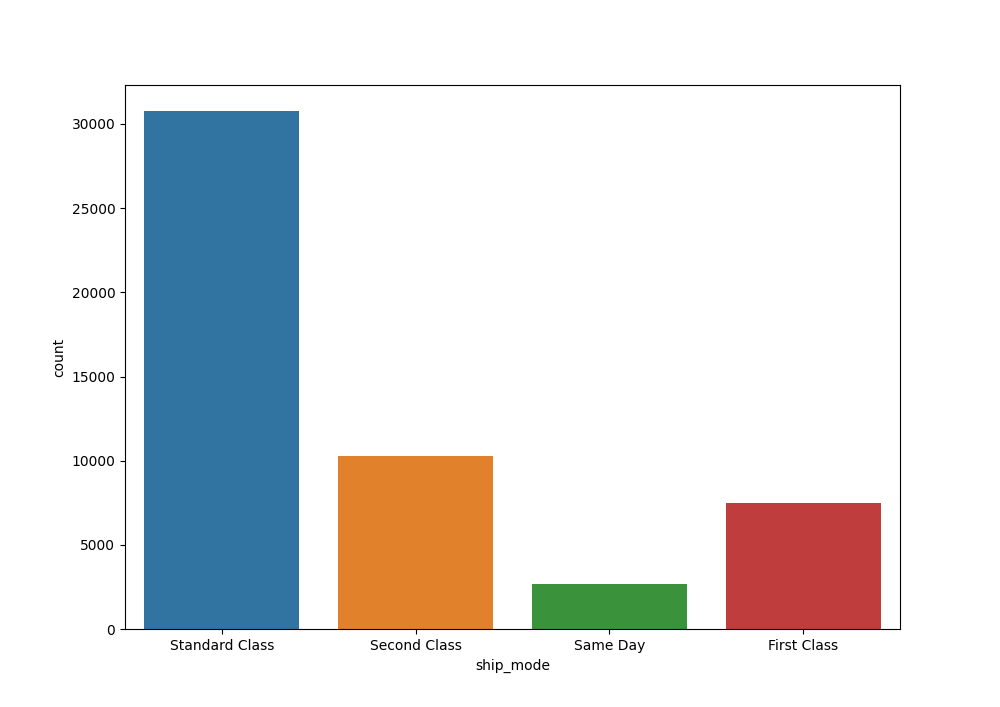 30000
25000
20000
15000
10000
5000
0
count
Standard Class
Second Class
Same Day
First Class
ship_mode